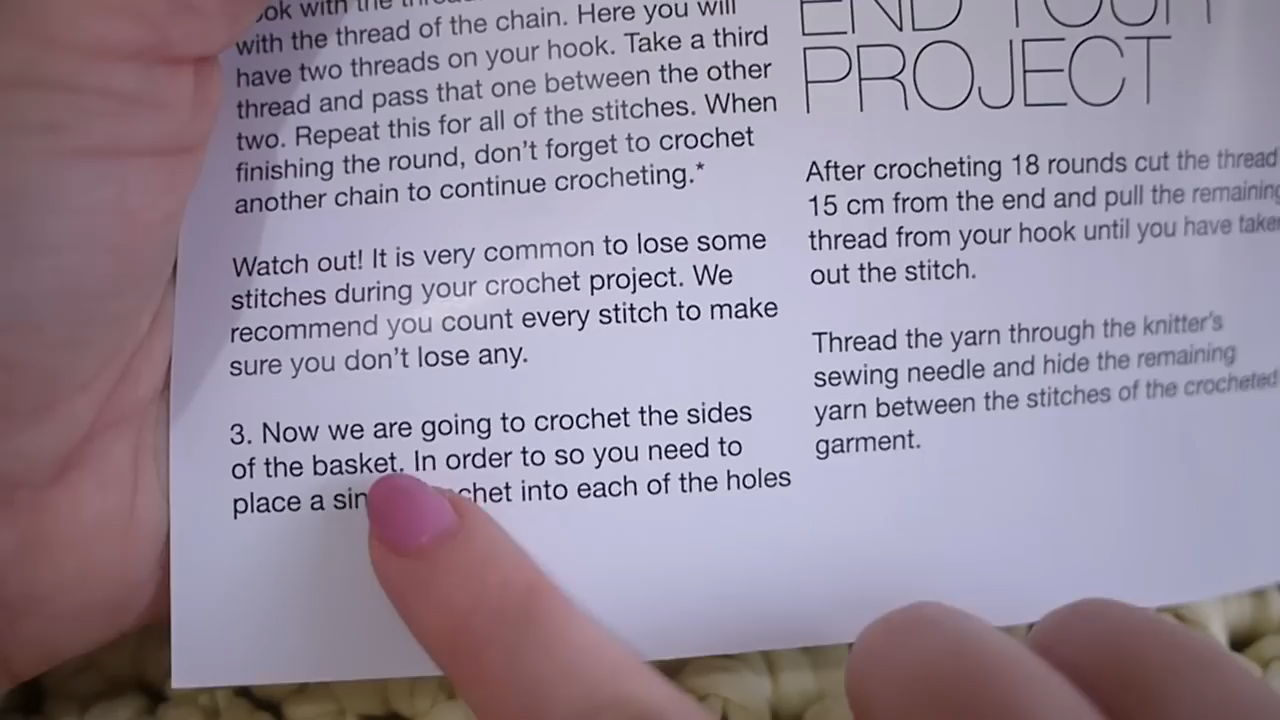 with the
with the thread of the chain. Here you will
have two threads on your hook. Take a third
thread and pass that one between the other
two. Repeat this for all of the stitches. When
finishing the round, don't forget to crochet
another chain to continue crocheting.*
Watch out! It is very common to lose some
stitches during your crochet project. We
recommend you count every stitch to make
sure you don't lose any.
3. Now we are going to crochet the sides
of the basket. In order to so you need to
place a into each of the holes
END YOUR
PROJECT
After crocheting 18 rounds cut the thread
15 cm from the end and pull the remaining
thread from your hook until you have taken
out the stitch.
Thread the yarn through the knitter's
sewing needle and hide the remaining
yarn between the stitches of the crocheted
garment.